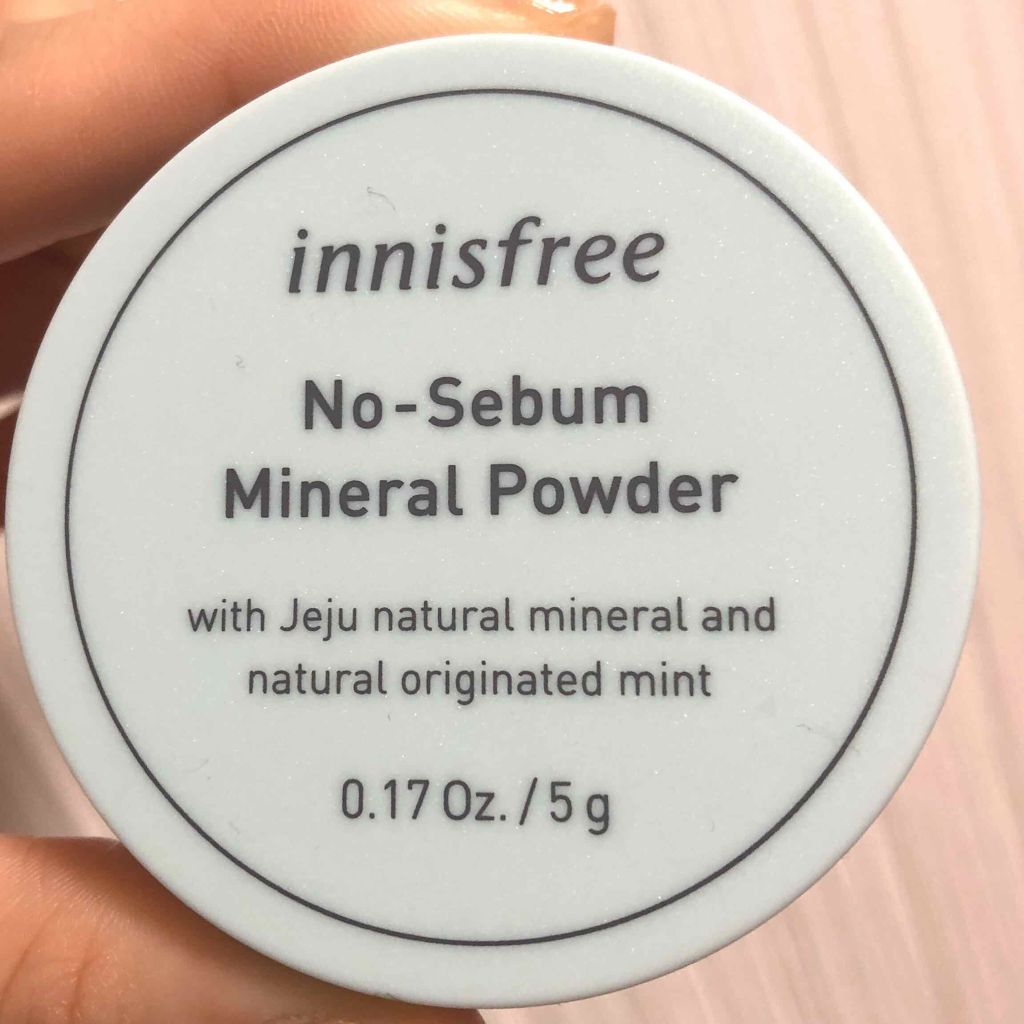 innisfree
No-Sebum
Mineral Powder
with Jeju natural mineral and
natural originated mint
0.17 Oz. / 5 g